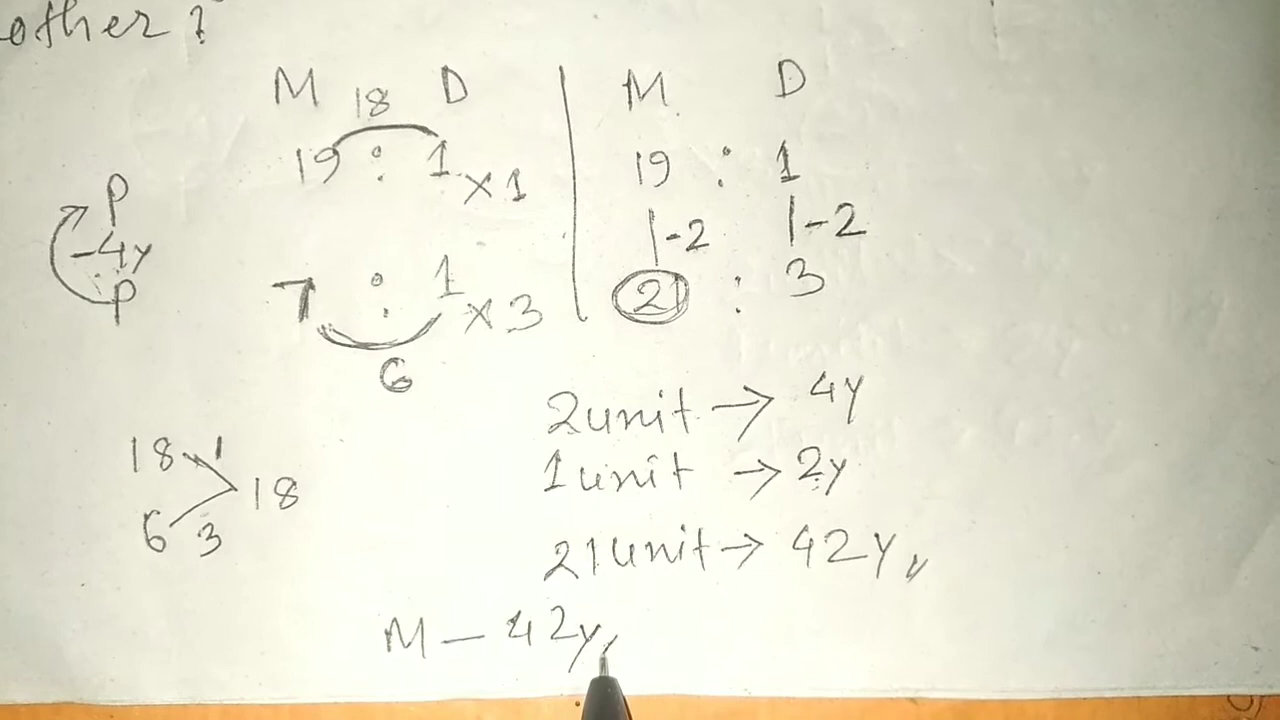 other?
M 18 D
19 : 1 ×1
P
-4y
P
7 : 1 ×3
6
M D
19 : 1
|-2 |-2
21 : 3
2unit → 4y
1unit → 2y
21unit → 42y,,
18 1
18
6 3
M — 42y,